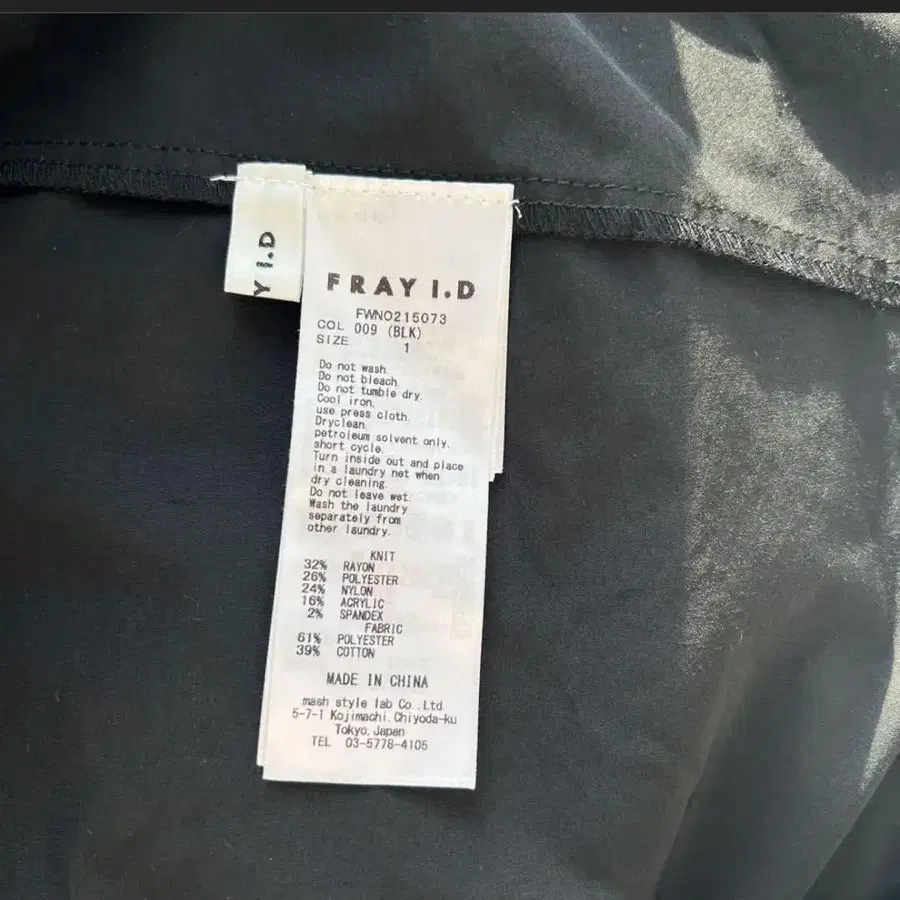 Y I.D
FRAY I.D
FWNO215073
COL 009 (BLK)
SIZE 1
Do not wash.
Do not bleach.
Do not tumble dry.
Cool iron.
use press cloth.
Dryclean.
petroleum solvent only.
short cycle.
Turn inside out and place
in a laundry net when
dry cleaning.
Do not leave wet.
Wash the laundry
separately from
other laundry.
KNIT
32% RAYON
26% POLYESTER
24% NYLON
16% ACRYLIC
2% SPANDEX
FABRIC
61% POLYESTER
39% COTTON
MADE IN CHINA
mash style lab Co.,Ltd.
5-7-1 Kojimachi, Chiyoda-ku
Tokyo, Japan
TEL 03-5778-4105